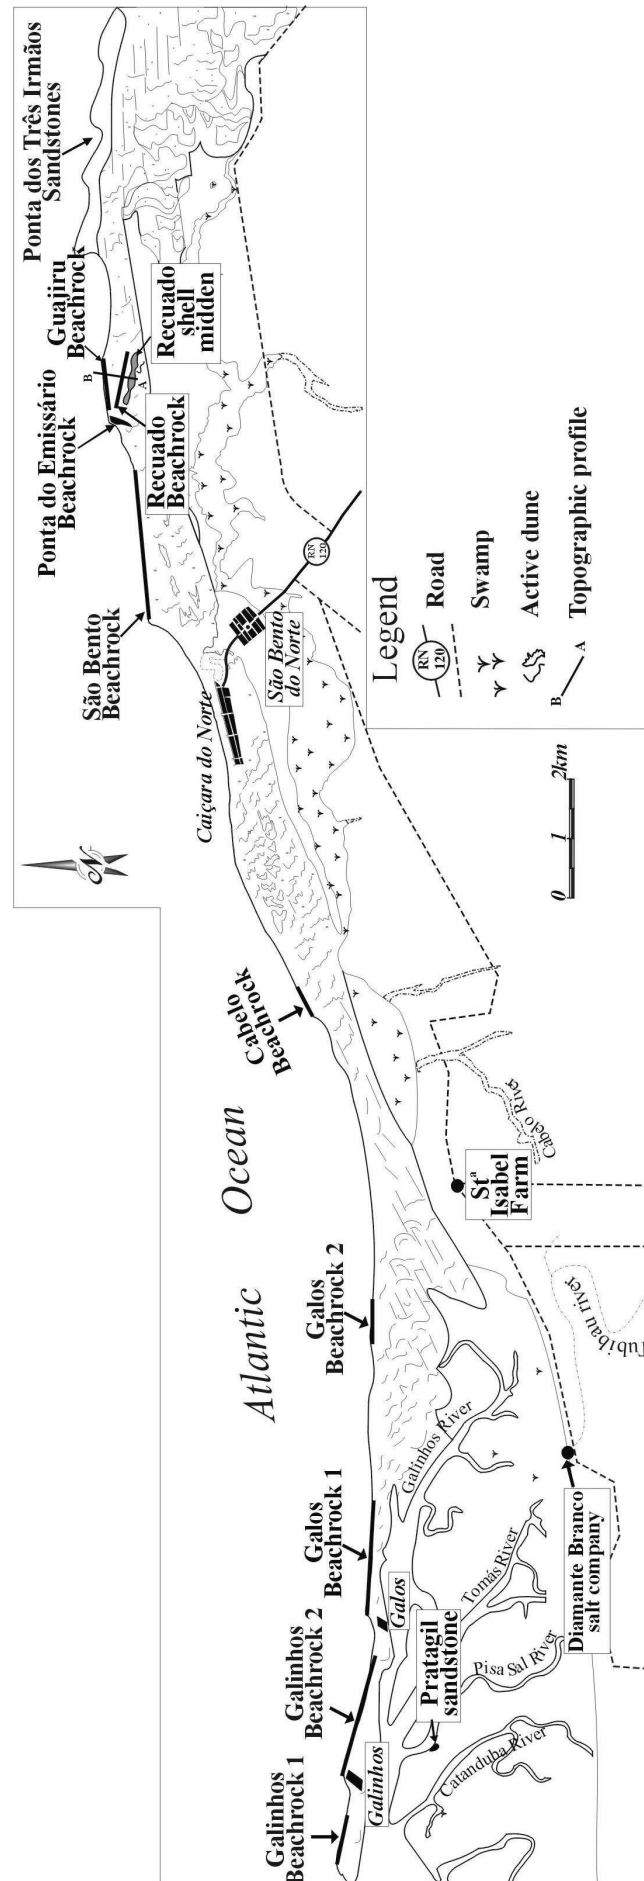 Ponta dos Três Irmãos
Sandstones
Guajiru
Beachrock
Ponta do Emissário
Beachrock
São Bento
Beachrock
B
A
Recuado
shell
midden
Recuado
Beachrock
Caiçara do Norte
São Bento
do Norte
RN
120
N
Cabelo
Beachrock
Atlantic Ocean
Galos
Beachrock 2
Galos
Beachrock 1
Galinhos
Beachrock 2
Galinhos
Beachrock 1
Galinhos
Galos
Pratagil
sandstone
Galinhos River
Tomás River
Pisa Sal River
Catanduba River
Diamante Branco
salt company
Tubibau river
Stª
Isabel
Farm
Cabelo River
0 1 2km
Legend
RN
120
Road
Swamp
Active dune
B A Topographic profile